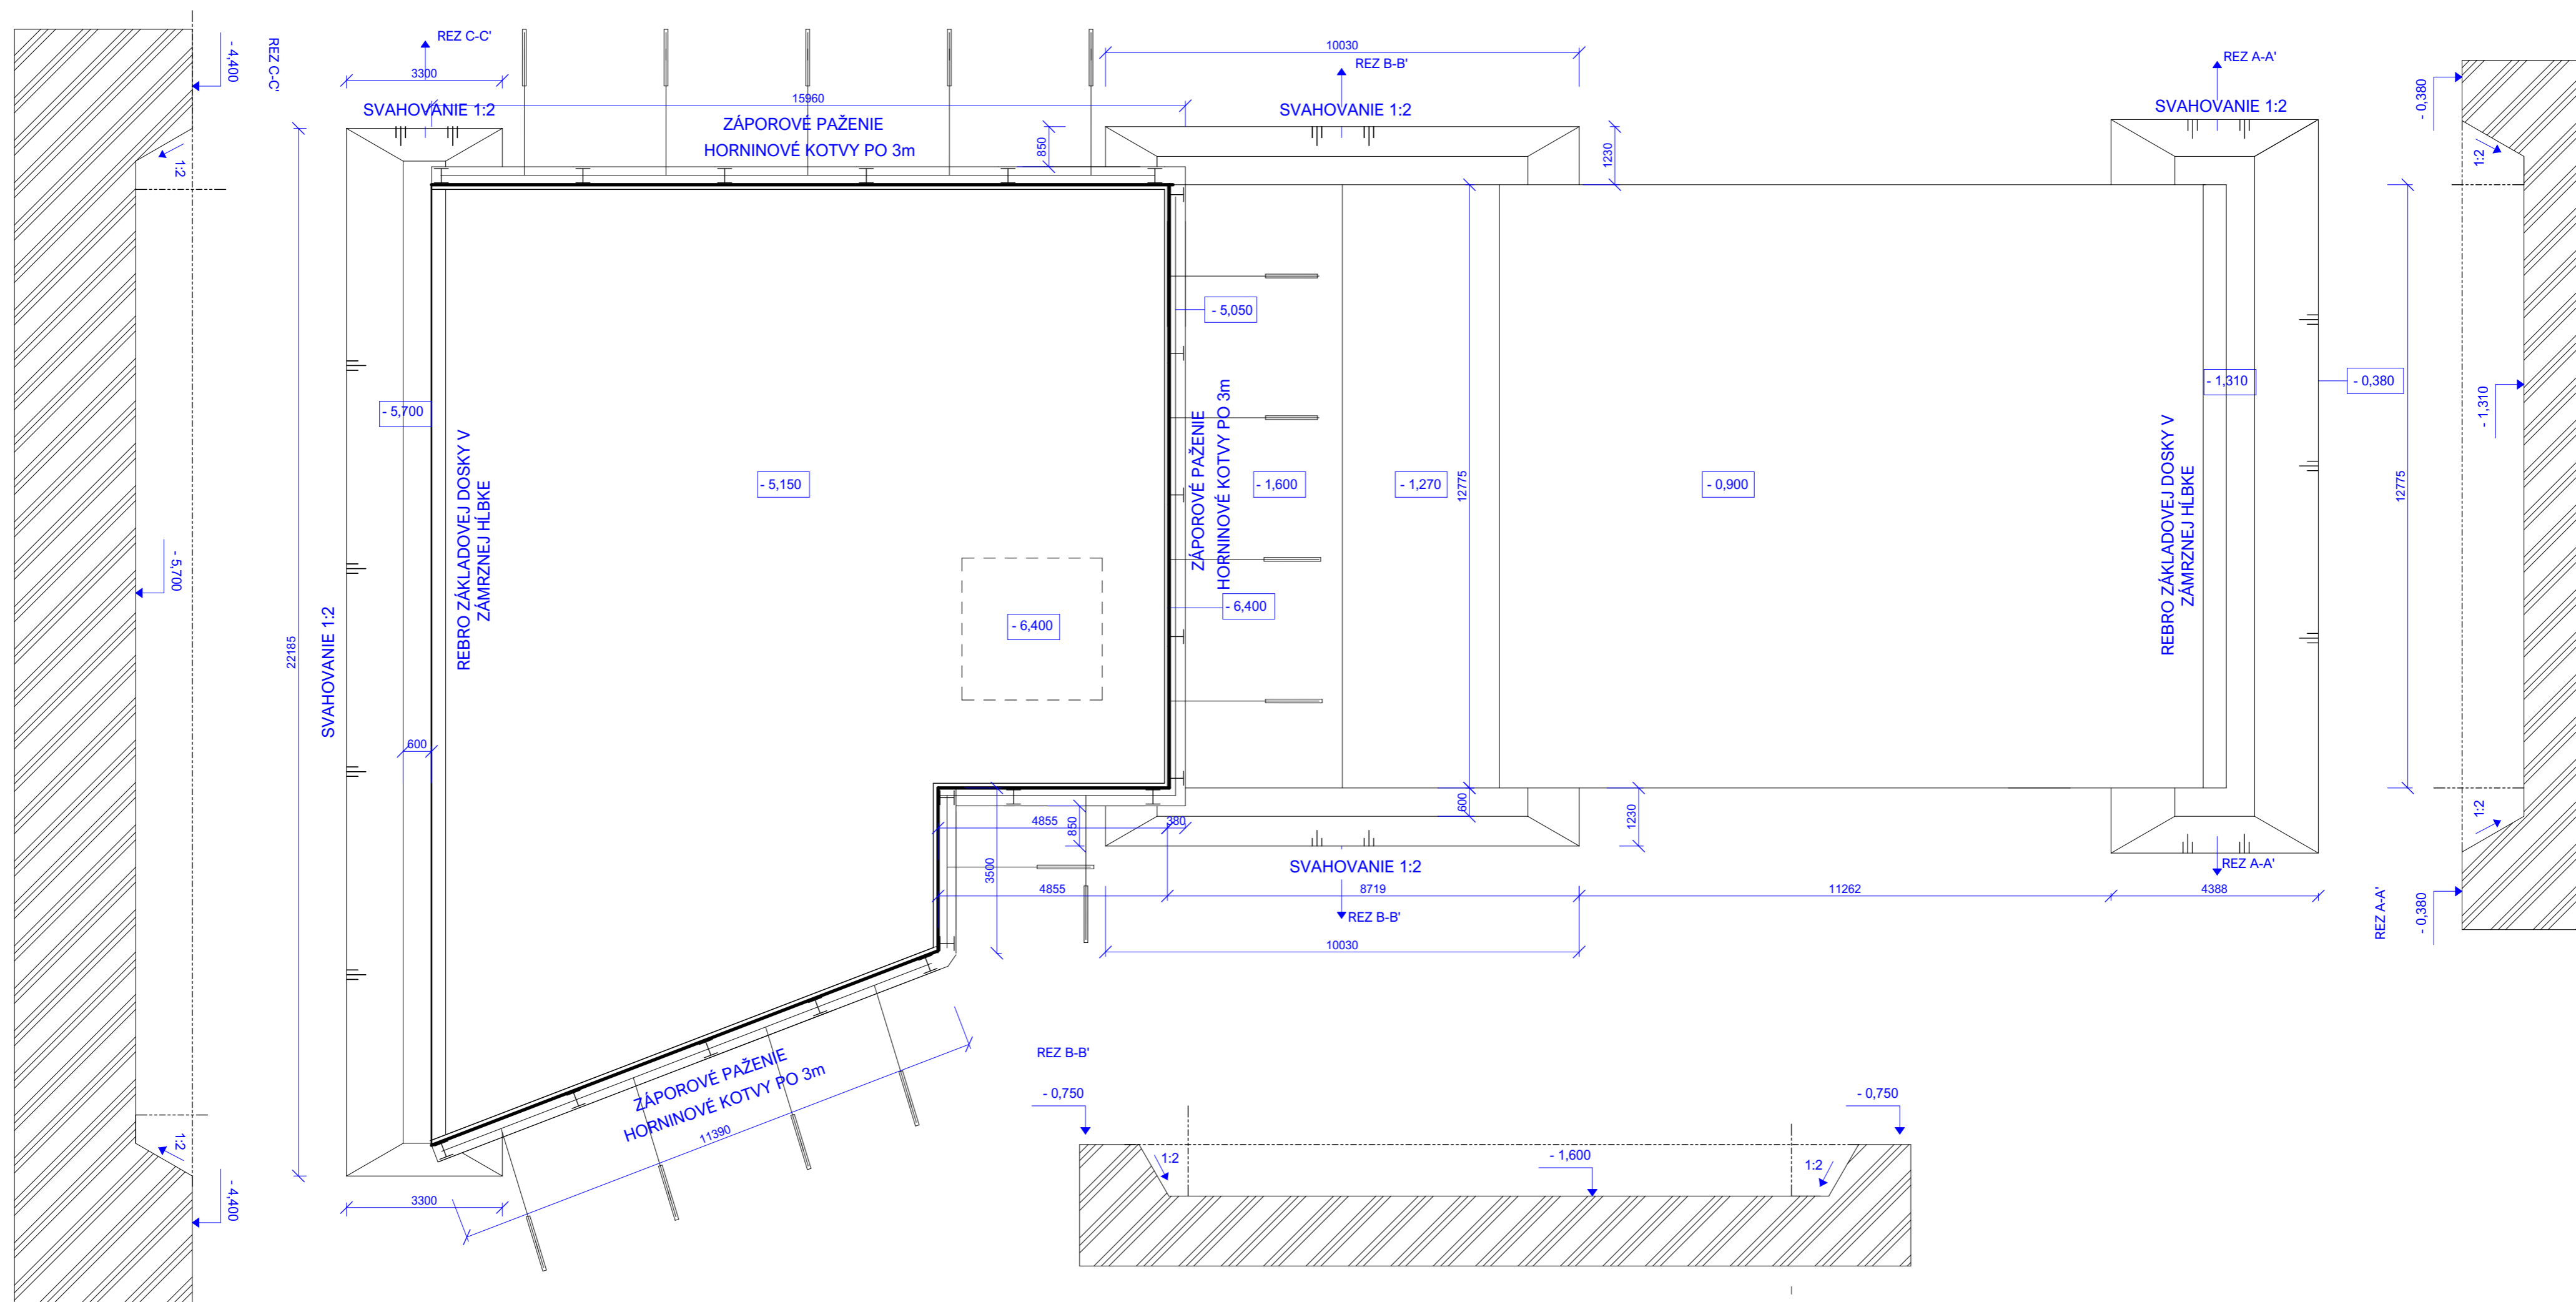 REZ C-C'
- 4,400
REZ C-C'
3300
SVAHOVANIE 1:2
15960
ZÁPOROVÉ PAŽENIE
HORNINOVÉ KOTVY PO 3m
850
10030
REZ B-B'
SVAHOVANIE 1:2
1230
REZ A-A'
SVAHOVANIE 1:2
- 0,380
1:2
1:2
- 5,050
- 5,700
REBRO ZÁKLADOVEJ DOSKY V
ZÁMRZNEJ HĹBKE
- 5,150
ZÁPOROVÉ PAŽENIE
HORNINOVÉ KOTVY PO 3m
- 1,600
- 1,270
12775
- 0,900
REBRO ZÁKLADOVEJ DOSKY V
ZÁMRZNEJ HĹBKE
- 1,310
- 0,380
12775
- 1,310
- 5,700
22185
SVAHOVANIE 1:2
- 6,400
- 6,400
600
4855
380
850
600
1230
3500
SVAHOVANIE 1:2
4855
8719
11262
4388
REZ B-B'
10030
REZ A-A'
REZ A-A'
- 0,380
1:2
ZÁPOROVÉ PAŽENIE
HORNINOVÉ KOTVY PO 3m
11390
1:2
- 4,400
3300
REZ B-B'
- 0,750
- 0,750
1:2
- 1,600
1:2